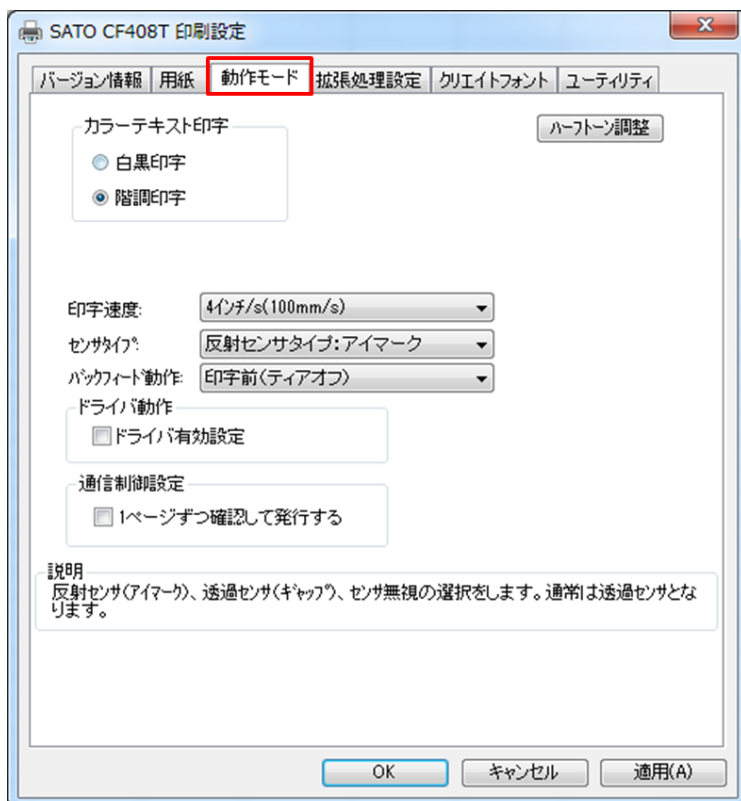 SATO CF408T 印刷設定
バージョン情報 用紙 動作モード 拡張処理設定 クリエイトフォント ユーティリティ
カラーテキスト印字
ハーフトーン調整
白黒印字
階調印字
印字速度: 4インチ/s(100mm/s)
センサタイプ: 反射センサタイプ:アイマーク
バックフィード動作: 印字前(ティアオフ)
ドライバ動作
ドライバ有効設定
通信制御設定
1ページずつ確認して発行する
説明
反射センサ(アイマーク)、透過センサ(ギャップ)、センサ無視の選択をします。通常は透過センサとな
ります。
OK キャンセル 適用(A)